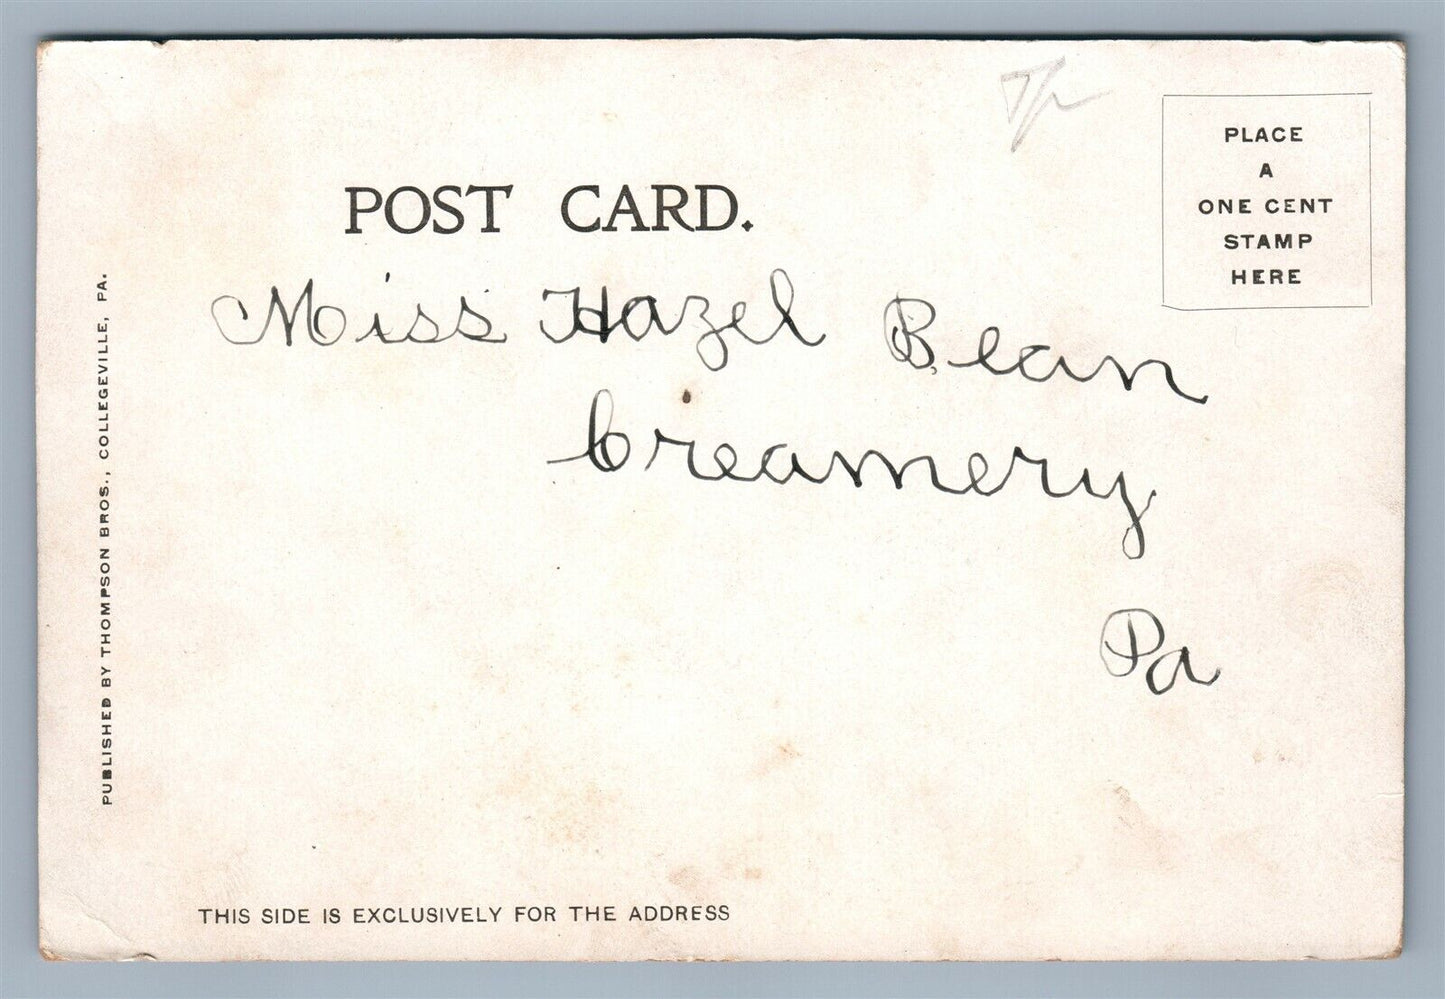 PLACE
A
ONE CENT
STAMP
HERE
POST CARD.
Miss Hazel Bean
Creamery
Pa
PUBLISHED BY THOMPSON BROS., COLLEGEVILLE, PA.
THIS SIDE IS EXCLUSIVELY FOR THE ADDRESS